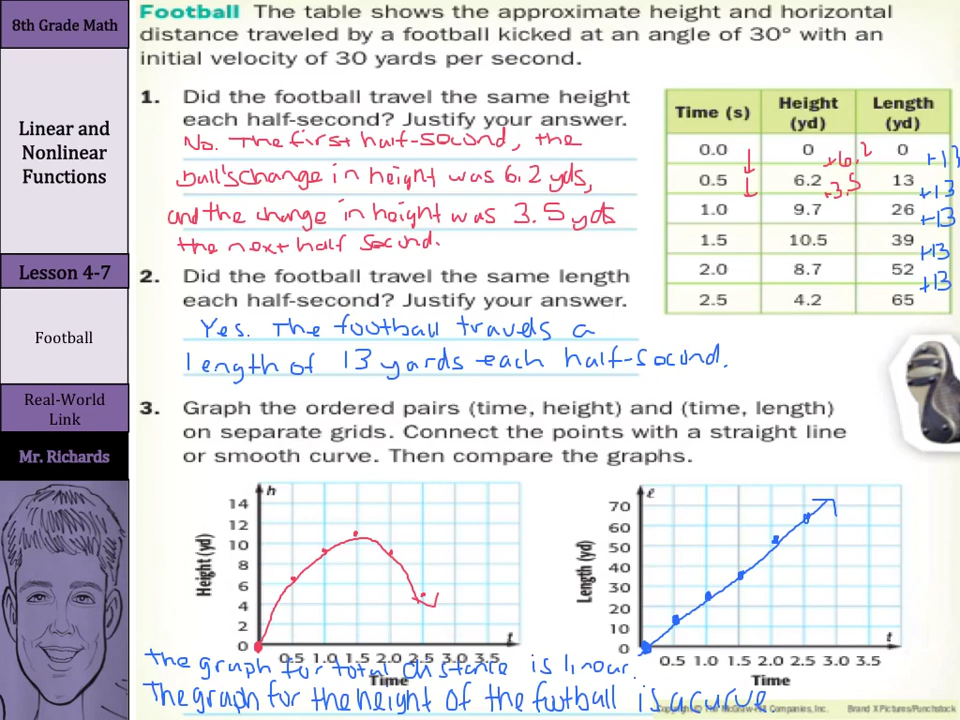 8th Grade Math
Linear and
Nonlinear
Functions
Lesson 4-7
Football
Real-World
Link
Mr. Richards
Football The table shows the approximate height and horizontal
distance traveled by a football kicked at an angle of 30° with an
initial velocity of 30 yards per second.
1. Did the football travel the same height
each half-second? Justify your answer.
No. The first half-second, the
ball's change in height was 6.2 yds,
and the change in height was 3.5 yds
the next half second.
2. Did the football travel the same length
each half-second? Justify your answer.
Yes. The football travels a
length of 13 yards each half-second.
Time (s) Height (yd) Length (yd)
0.0 0 0
0.5 6.2 13
1.0 9.7 26
1.5 10.5 39
2.0 8.7 52
2.5 4.2 65
+6.2
+3.5
+13
+13
+13
+13
+13
3. Graph the ordered pairs (time, height) and (time, length)
on separate grids. Connect the points with a straight line
or smooth curve. Then compare the graphs.
h
14
12
10
8
6
4
2
0
Height (yd)
t
0.5 1.0 1.5 2.0 2.5 3.0 3.5
Time
ℓ
70
60
50
40
30
20
10
0
Length (yd)
t
0.5 1.0 1.5 2.0 2.5 3.0 3.5
Time
the graph for total distance is linear.
The graph for the height of the football is a curve
Copyright © The McGraw-Hill Companies, Inc. Brand X Pictures/Punchstock